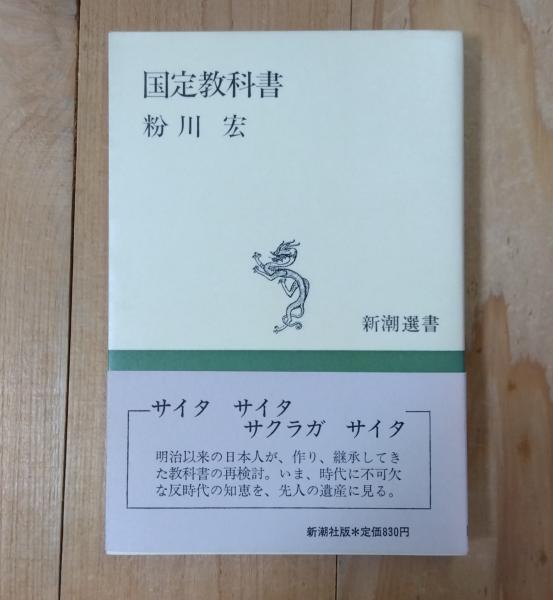 国定教科書
粉川 宏
新潮選書
サイタ サイタ
サクラガ サイタ
明治以来の日本人が、作り、継承してき
た教科書の再検討。いま、時代に不可欠
な反時代の知恵を、先人の遺産に見る。
新潮社版*定価830円